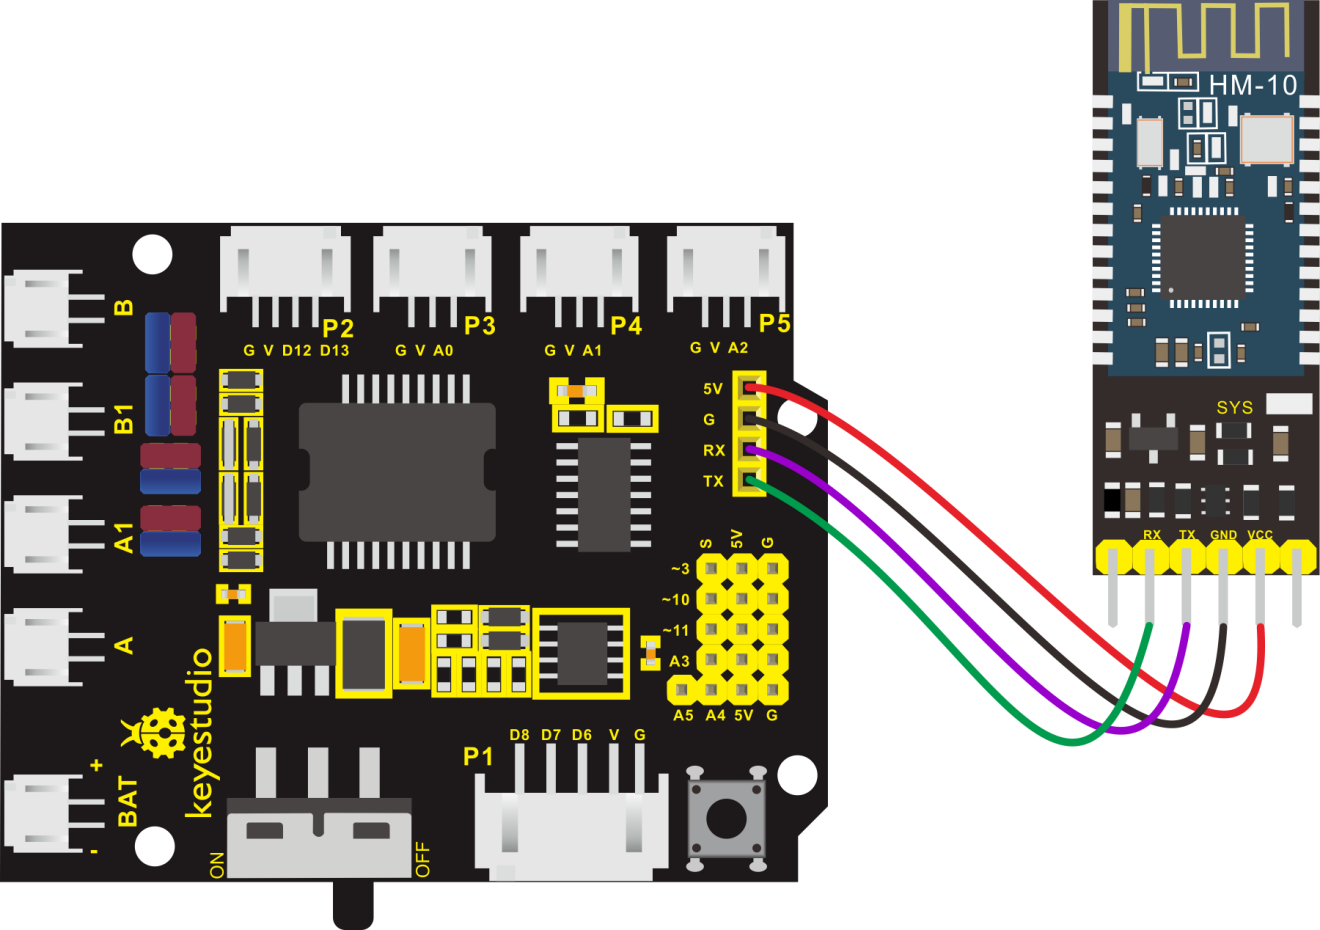 HM-10
SYS
RX TX GND VCC
B
B1
A1
A
+
BAT
-
P2
G V D12 D13
P3
G V A0
P4
G V A1
P5
G V A2
5V
G
RX
TX
S 5V G
~3
~10
~11
A3
A5 A4 5V G
keyestudio
P1
D8 D7 D6 V G
ON
OFF